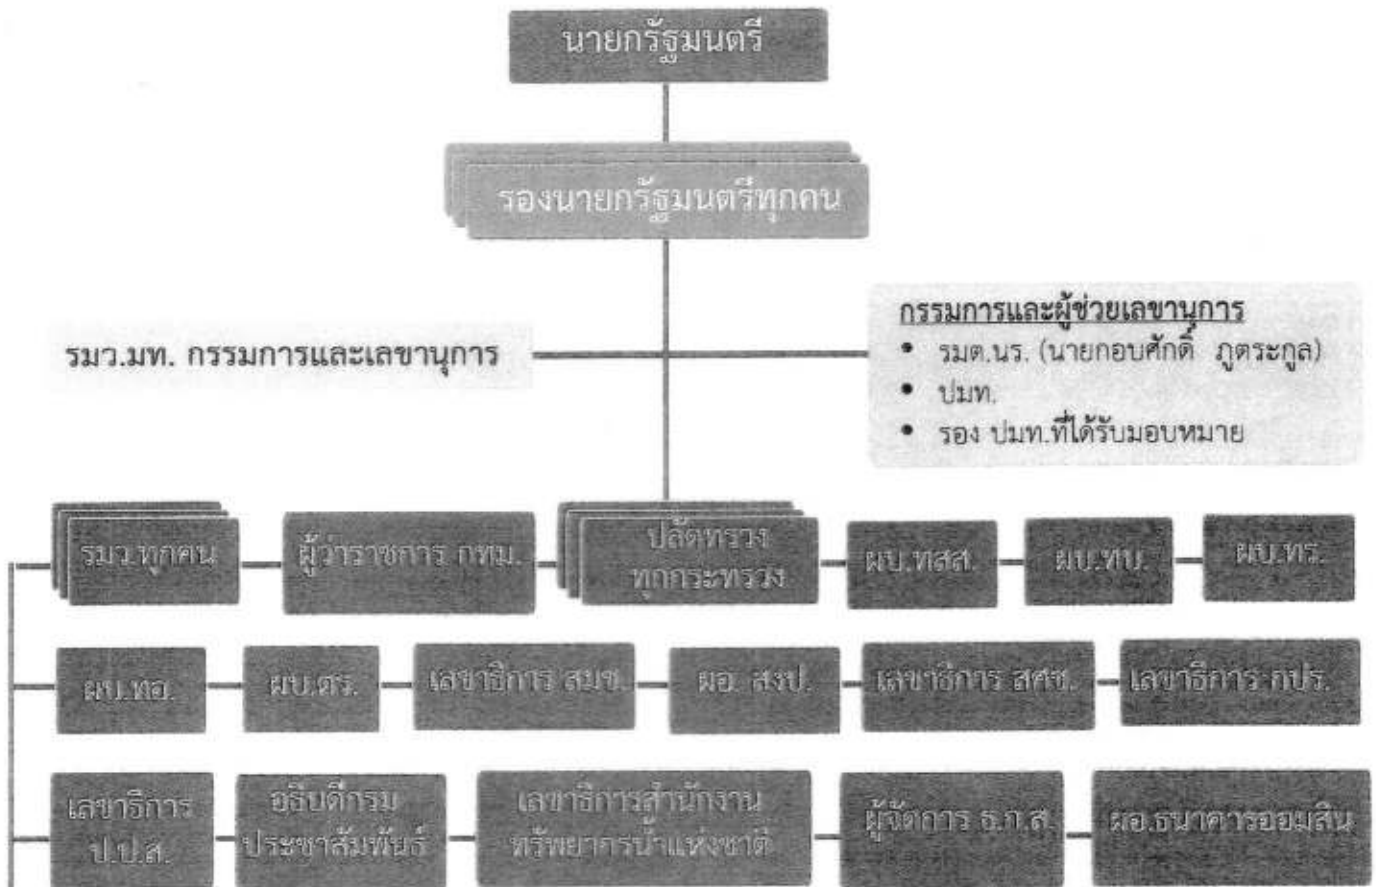 นายกรัฐมนตรี
รองนายกรัฐมนตรีทุกคน
รมว.มท. กรรมการและเลขานุการ
กรรมการและผู้ช่วยเลขานุการ
• รมต.นร. (นายกอบศักดิ์ ภูตระกูล)
• ปมท.
• รอง ปมท.ที่ได้รับมอบหมาย
รมว.ทุกคน
ผู้ว่าราชการ กทม.
ปลัดทรวง
ทุกกระทรวง
ผบ.ทสส.
ผบ.ทบ.
ผบ.ทร.
ผบ.ทอ.
ผบ.ตร.
เลขาธิการ สมช.
ผอ. สงป.
เลขาธิการ สศช.
เลขาธิการ กปร.
เลขาธิการ
ป.ป.ส.
อธิบดีกรม
ประชาสัมพันธ์
เลขาธิการสำนักงาน
ทรัพยากรน้ำแห่งชาติ
ผู้จัดการ ธ.ก.ส.
ผอ.ธนาคารออมสิน